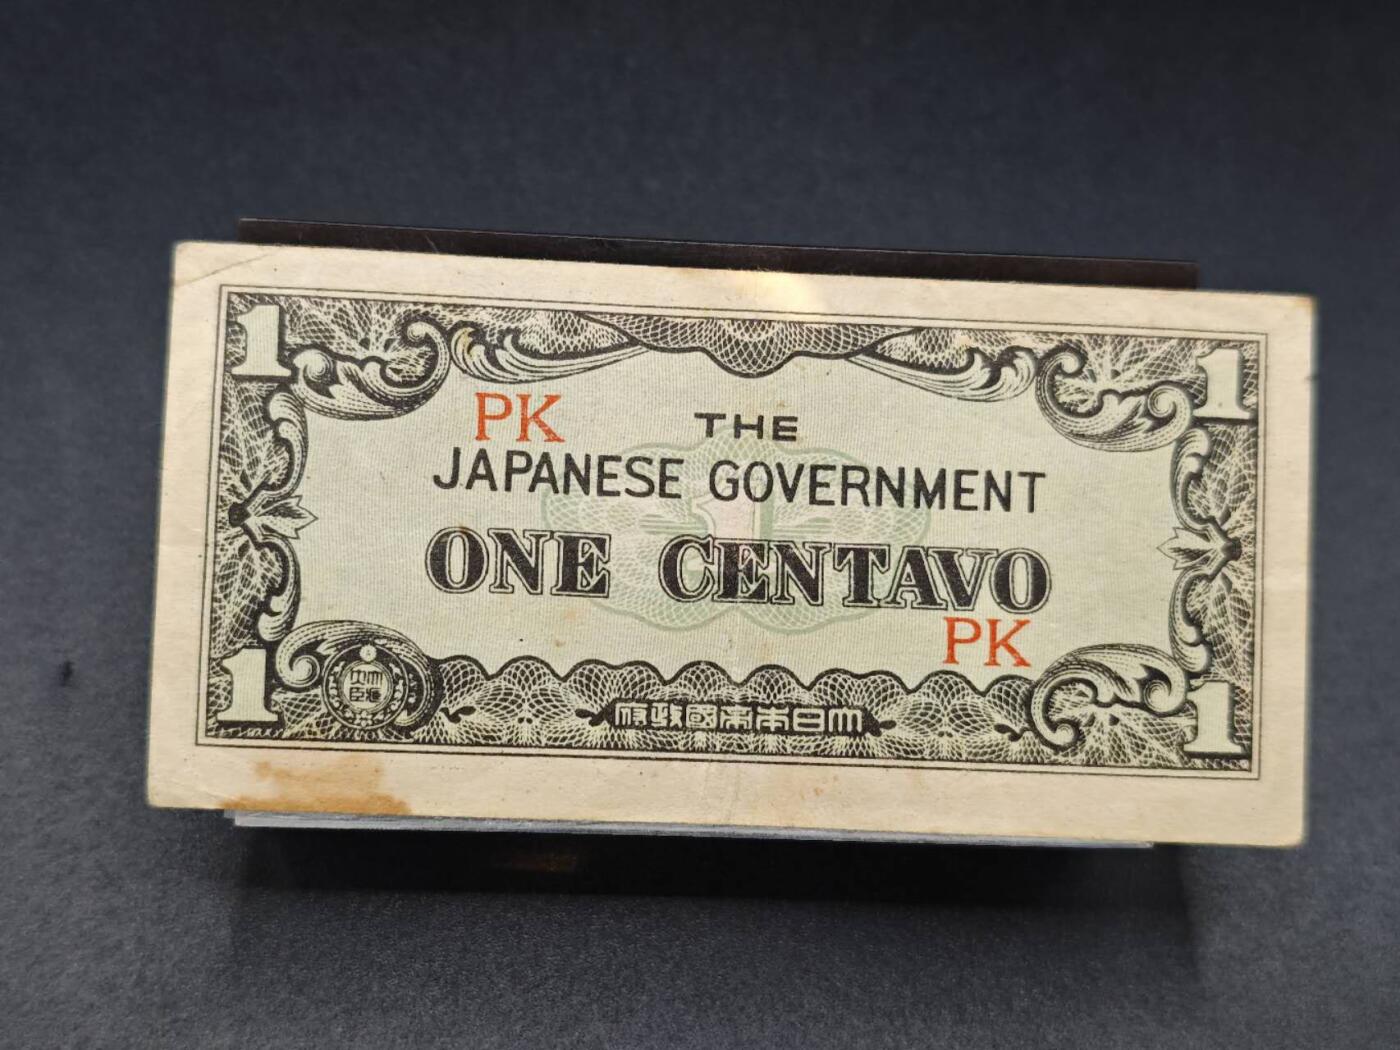 1 1
PK
THE
JAPANESE GOVERNMENT
ONE CENTAVO
PK
1 1
府政國帝本日大